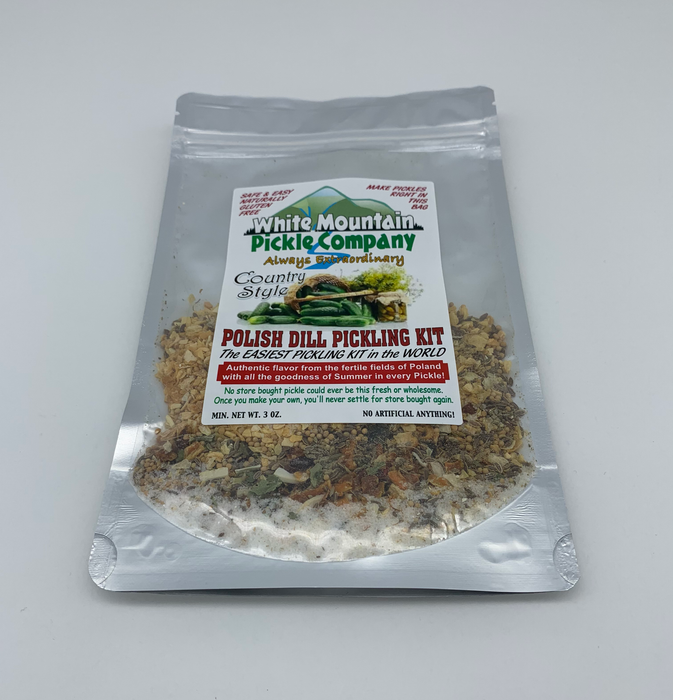 SAFE & EASY
NATURALLY
GLUTEN
FREE
MAKE PICKLES
RIGHT IN
THIS
BAG
White Mountain
Pickle Company
Always Extraordinary
Country
Style
POLISH DILL PICKLING KIT
The EASIEST PICKLING KIT in the WORLD
Authentic flavor from the fertile fields of Poland
with all the goodness of Summer in every Pickle!
No store bought pickle could ever be this fresh or wholesome.
Once you make your own, you'll never settle for store bought again.
MIN. NET WT. 3 OZ.
NO ARTIFICIAL ANYTHING!